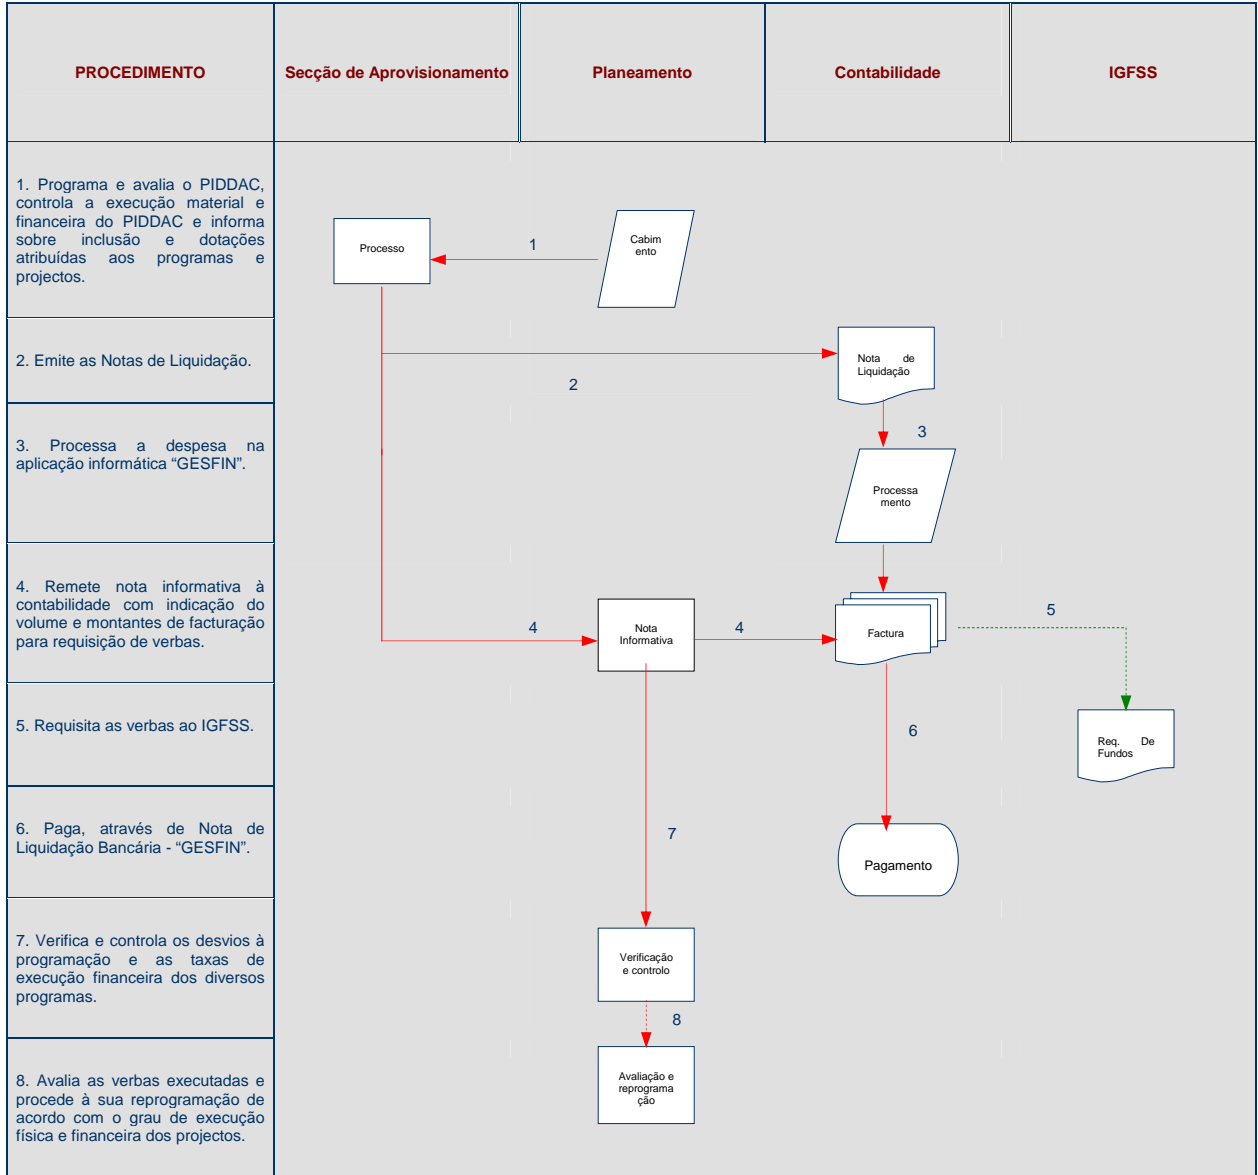 PROCEDIMENTO
Secção de Aprovisionamento
Planeamento
Contabilidade
IGFSS
1. Programa e avalia o PIDDAC,
controla a execução material e
financeira do PIDDAC e informa
sobre inclusão e dotações
atribuídas aos programas e
projectos.
Processo
1
Cabim
ento
2. Emite as Notas de Liquidação.
2
Nota de
Liquidação
3. Processa a despesa na
aplicação informática “GESFIN”.
3
Processa
mento
4. Remete nota informativa à
contabilidade com indicação do
volume e montantes de facturação
para requisição de verbas.
4
Nota
Informativa
4
Factura
5
5. Requisita as verbas ao IGFSS.
6
Req. De
Fundos
6. Paga, através de Nota de
Liquidação Bancária - “GESFIN”.
7
Pagamento
7. Verifica e controla os desvios à
programação e as taxas de
execução financeira dos diversos
programas.
Verificação
e controlo
8
8. Avalia as verbas executadas e
procede à sua reprogramação de
acordo com o grau de execução
física e financeira dos projectos.
Avaliação e
reprograma
ção